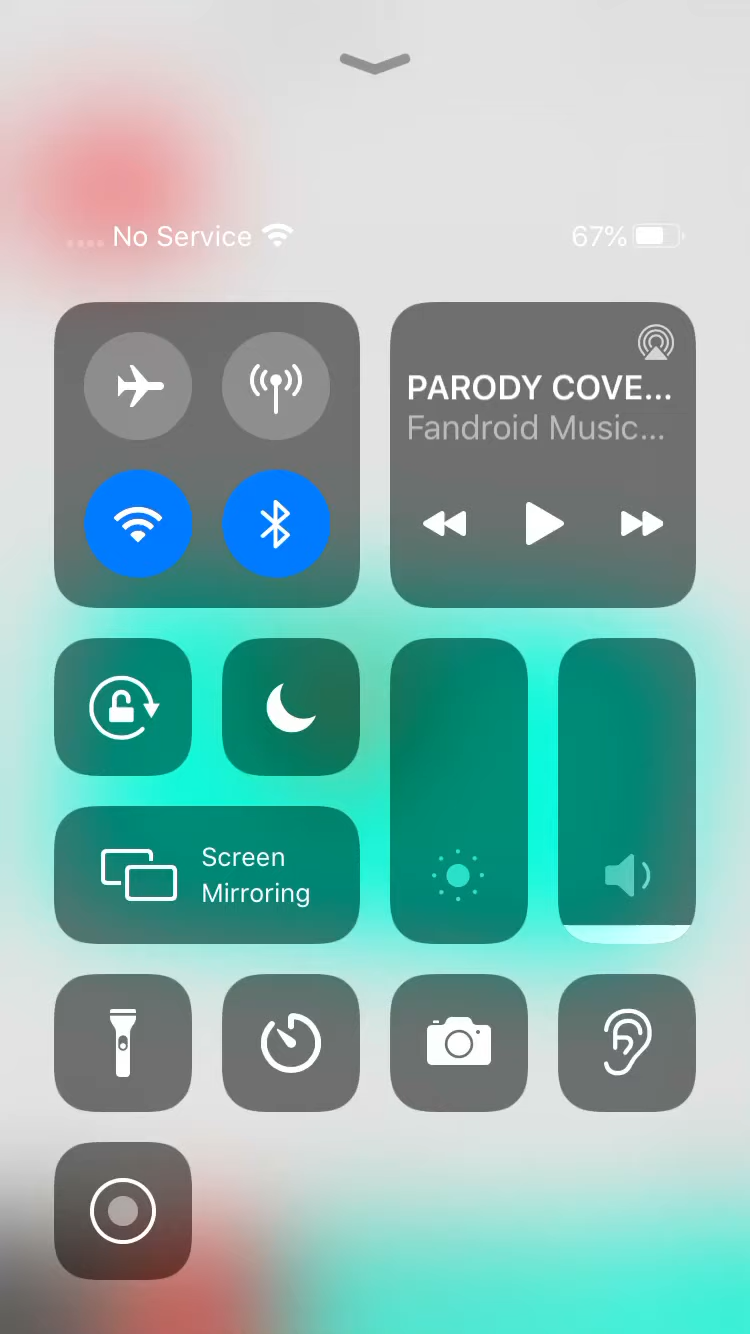 No Service
67%
PARODY COVE...
Fandroid Music...
Screen
Mirroring